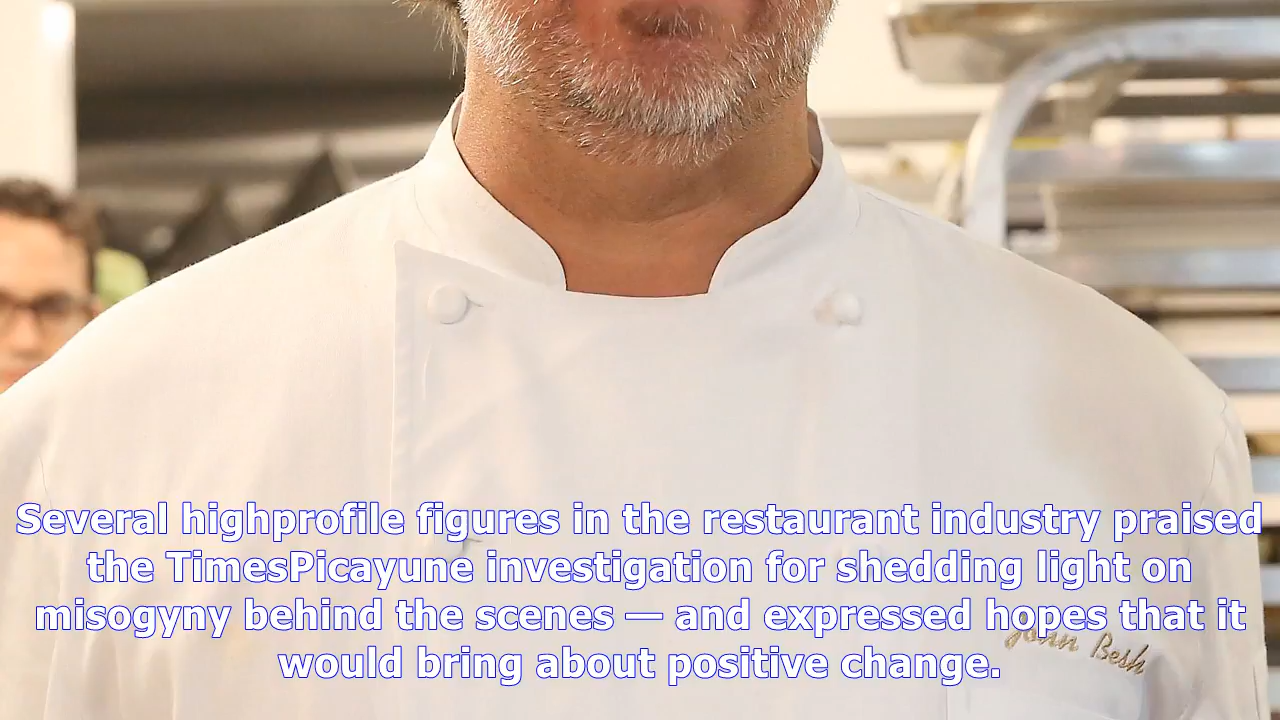 Several highprofile figures in the restaurant industry praised
the TimesPicayune investigation for shedding light on
misogyny behind the scenes — and expressed hopes that it
would bring about positive change.
John Besh